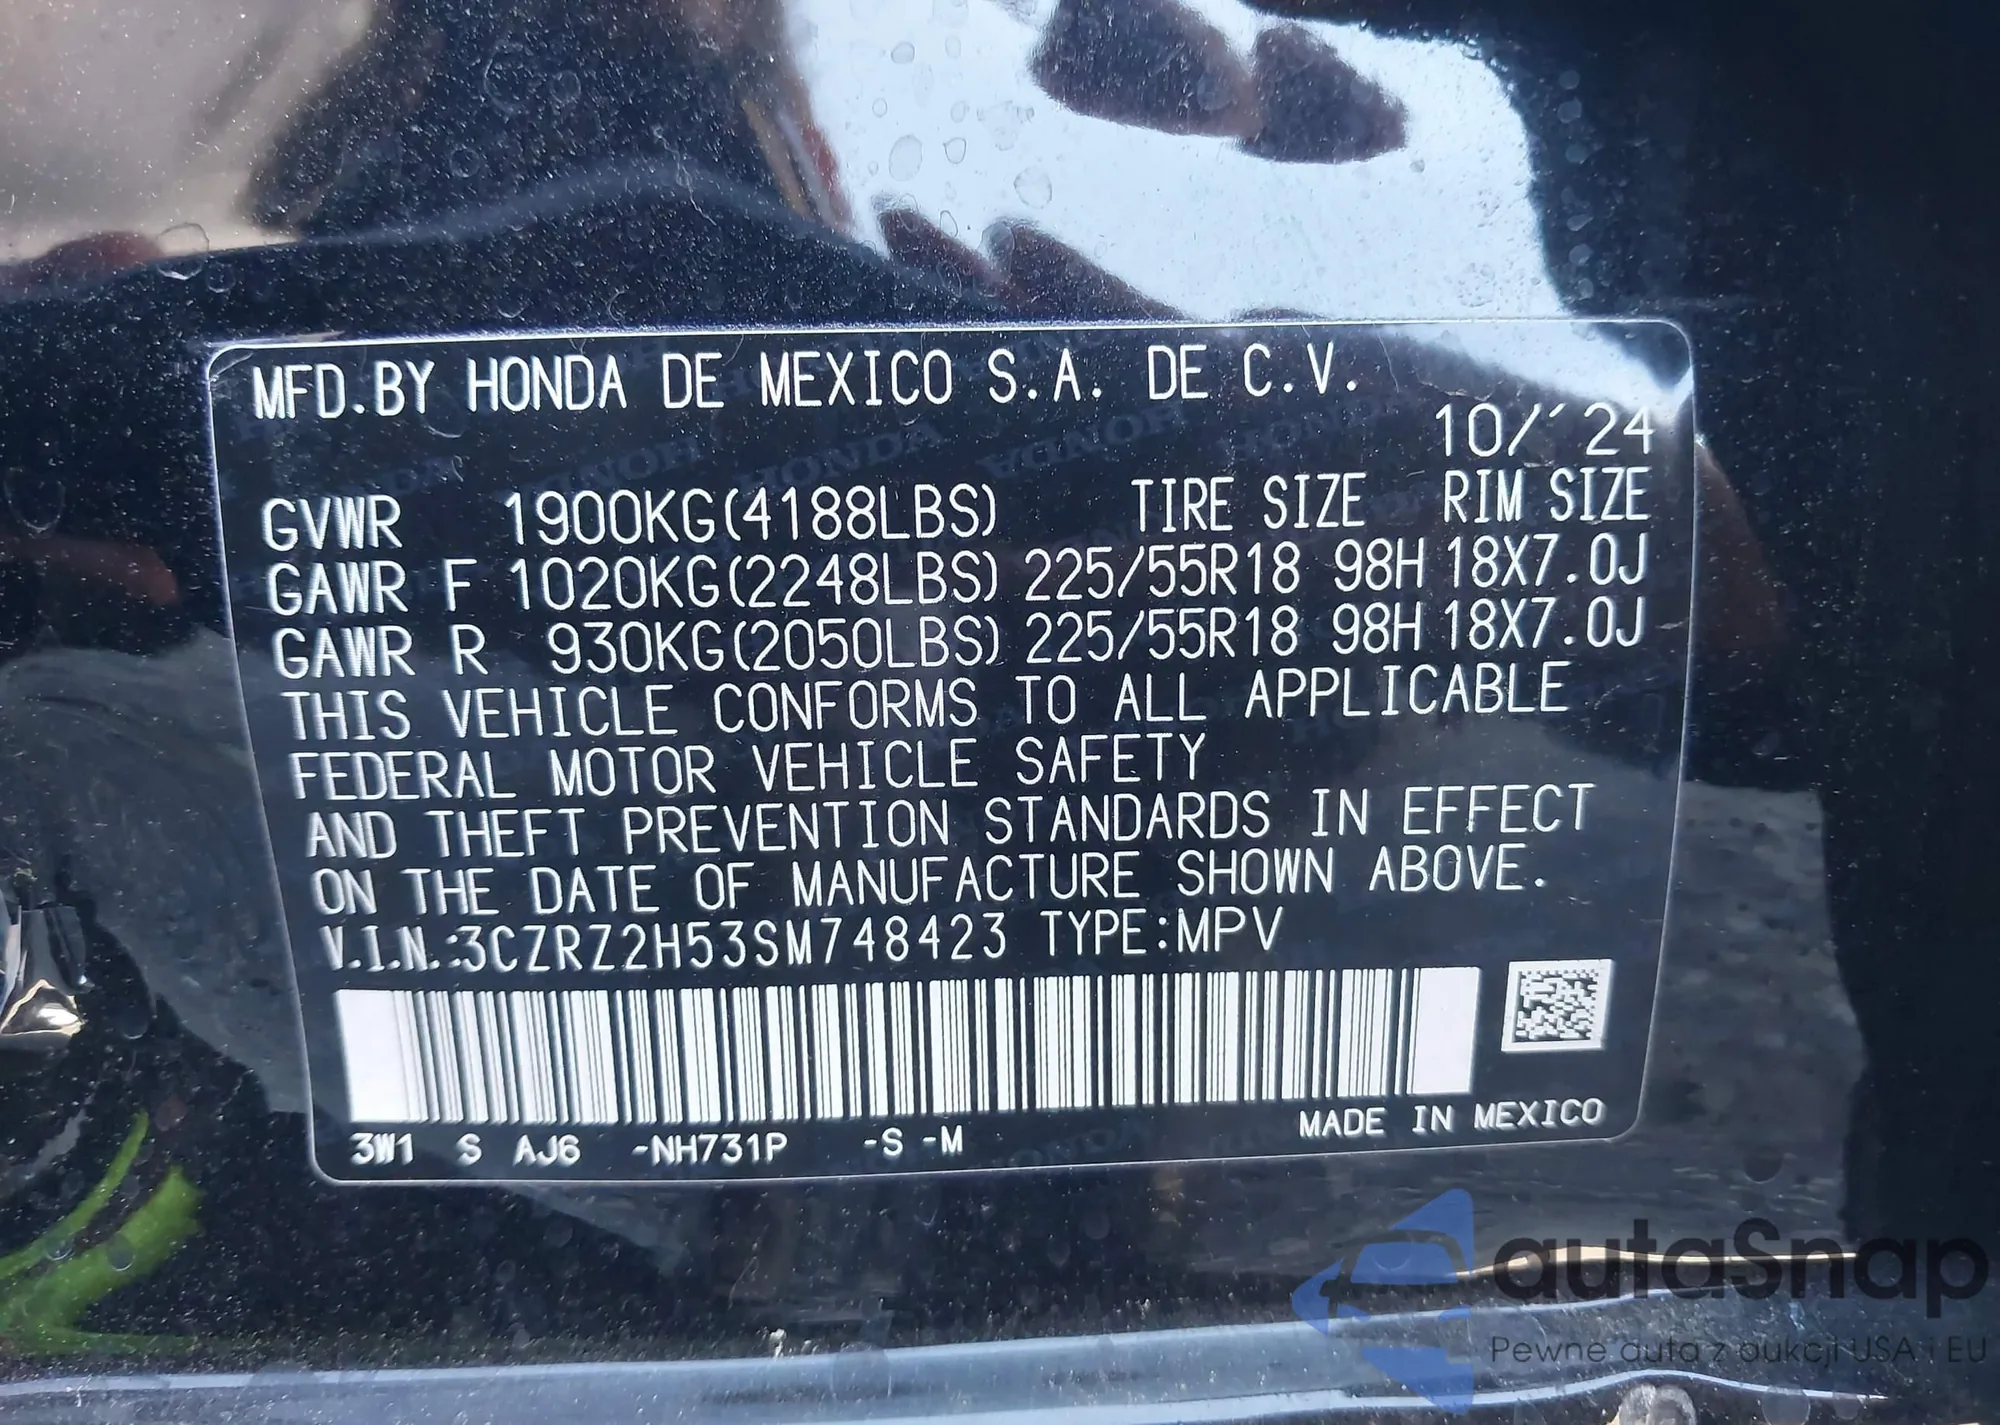 MFD.BY HONDA DE MEXICO S.A. DE C.V.
10/´24
GVWR 1900KG(4188LBS) TIRE SIZE RIM SIZE
GAWR F 1020KG(2248LBS) 225/55R18 98H 18X7.0J
GAWR R 930KG(2050LBS) 225/55R18 98H 18X7.0J
THIS VEHICLE CONFORMS TO ALL APPLICABLE
FEDERAL MOTOR VEHICLE SAFETY
AND THEFT PREVENTION STANDARDS IN EFFECT
ON THE DATE OF MANUFACTURE SHOWN ABOVE.
V.I.N.:3CZRZ2H53SM748423 TYPE:MPV
3W1 S AJ6 -NH731P -S -M MADE IN MEXICO
autaSnap
Pewne auta z aukcji USA i EU